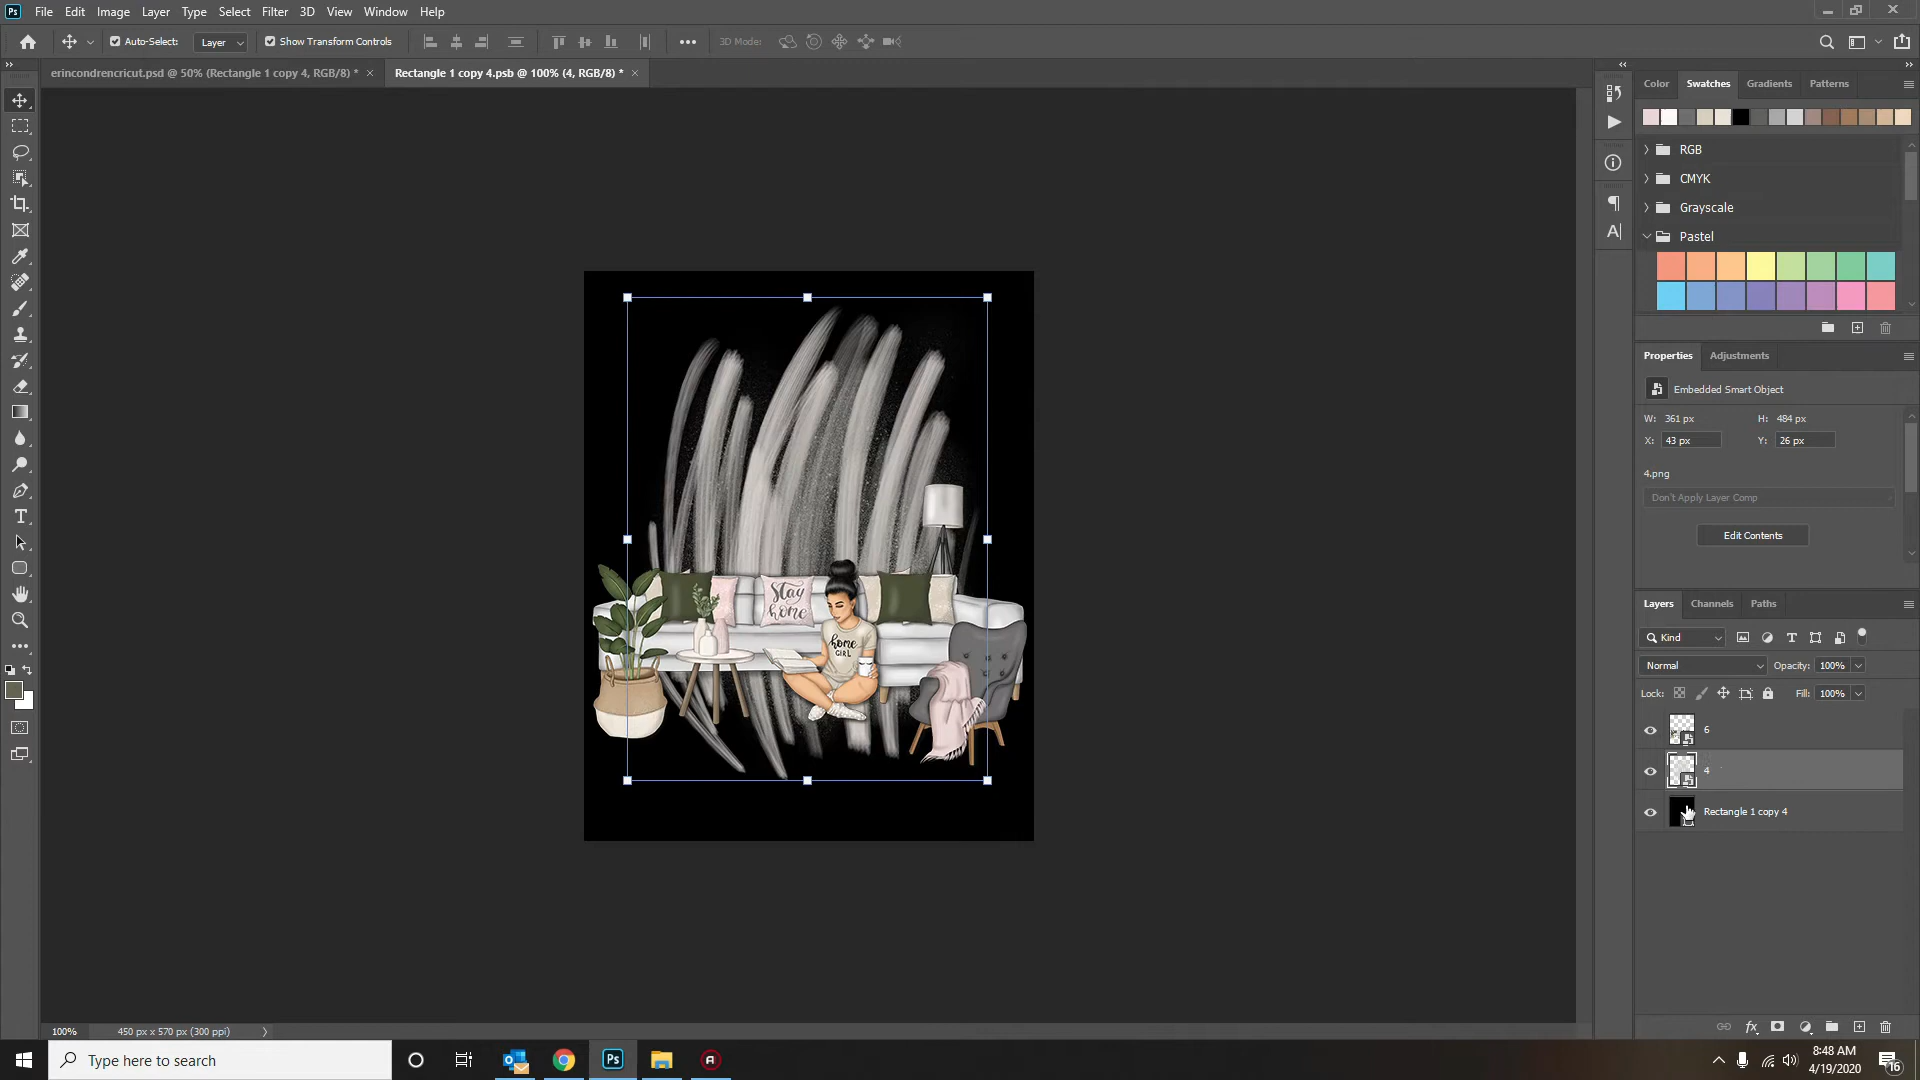 Ps File Edit Image Layer Type Select Filter 3D View Window Help
Auto-Select: Layer Show Transform Controls 3D Mode:
erincondrencricut.psd @ 50% (Rectangle 1 copy 4, RGB/8) * × Rectangle 1 copy 4.psb @ 100% (4, RGB/8) * ×
Color Swatches Gradients Patterns
RGB
CMYK
Grayscale
Pastel
Properties Adjustments
Embedded Smart Object
W: 361 px H: 484 px
X: 43 px Y: 26 px
4.png
Don't Apply Layer Comp
Edit Contents
Stay
home
home
GIRL
Layers Channels Paths
Kind
Normal Opacity: 100%
Lock: Fill: 100%
6
4
Rectangle 1 copy 4
100% 450 px x 570 px (300 ppi)
Type here to search
Ps
8:48 AM
4/19/2020
16